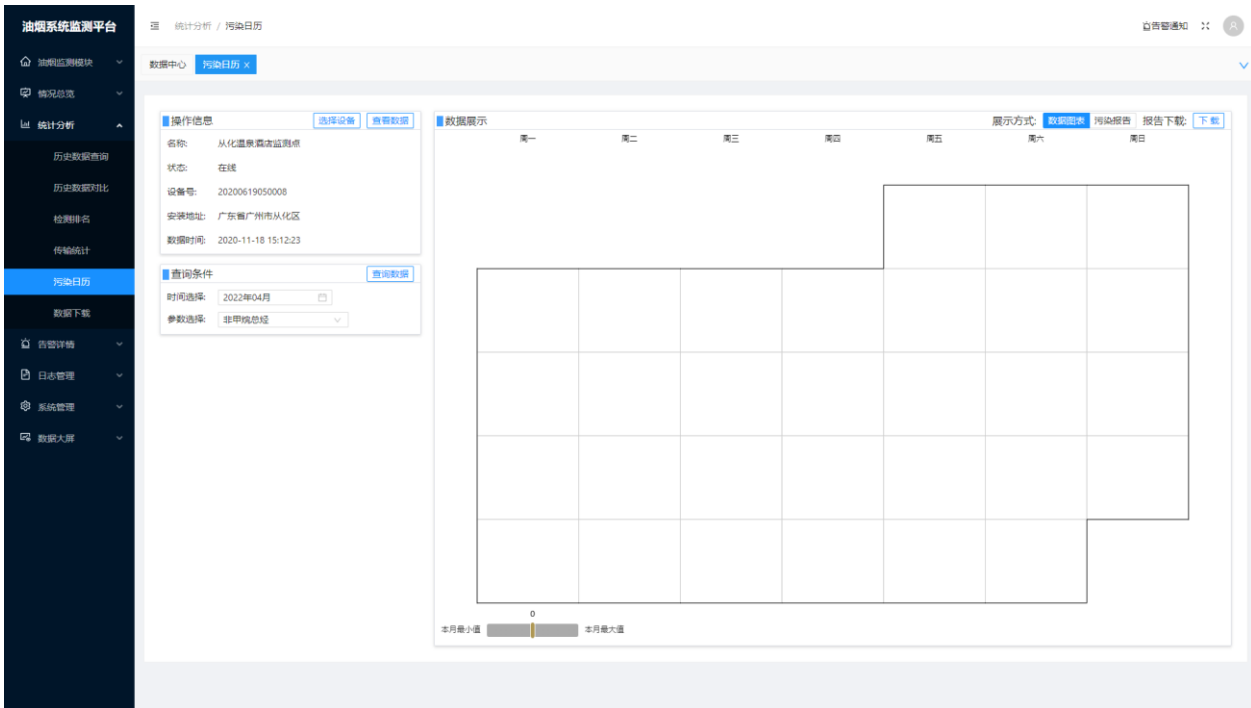 油烟系统监测平台
统计分析 / 污染日历
告警通知
油烟监测模块
情况总览
统计分析
历史数据查询
历史数据对比
检测排名
传输统计
污染日历
数据下载
告警详情
日志管理
系统管理
数据大屏
数据中心 污染日历 ×
操作信息 选择设备 查看数据
名称: 从化温泉酒店监测点
状态: 在线
设备号: 20200619050008
安装地址: 广东省广州市从化区
数据时间: 2020-11-18 15:12:23
查询条件 查询数据
时间选择: 2022年04月
参数选择: 非甲烷总烃
数据展示 展示方式: 数据图表 污染报告 报告下载: 下 载
周一 周二 周三 周四 周五 周六 周日
0
本月最小值 本月最大值